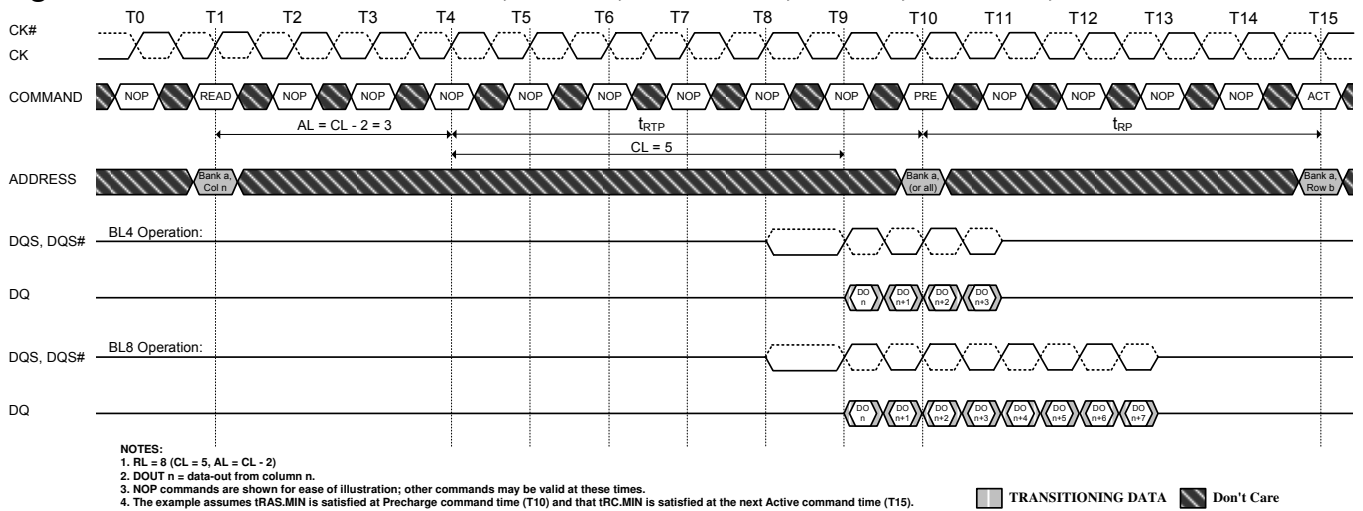 T0 T1 T2 T3 T4 T5 T6 T7 T8 T9 T10 T11 T12 T13 T14 T15
CK#
CK
COMMAND NOP READ NOP NOP NOP NOP NOP NOP NOP NOP PRE NOP NOP NOP NOP ACT
AL = CL - 2 = 3 tRTP tRP
CL = 5
ADDRESS Bank a, Col n Bank a, (or all) Bank a, Row b
BL4 Operation:
DQS, DQS#
DQ DO n DO n+1 DO n+2 DO n+3
BL8 Operation:
DQS, DQS#
DQ DO n DO n+1 DO n+2 DO n+3 DO n+4 DO n+5 DO n+6 DO n+7
NOTES:
1. RL = 8 (CL = 5, AL = CL - 2)
2. DOUT n = data-out from column n.
3. NOP commands are shown for ease of illustration; other commands may be valid at these times.
4. The example assumes tRAS.MIN is satisfied at Precharge command time (T10) and that tRC.MIN is satisfied at the next Active command time (T15).
TRANSITIONING DATA Don't Care